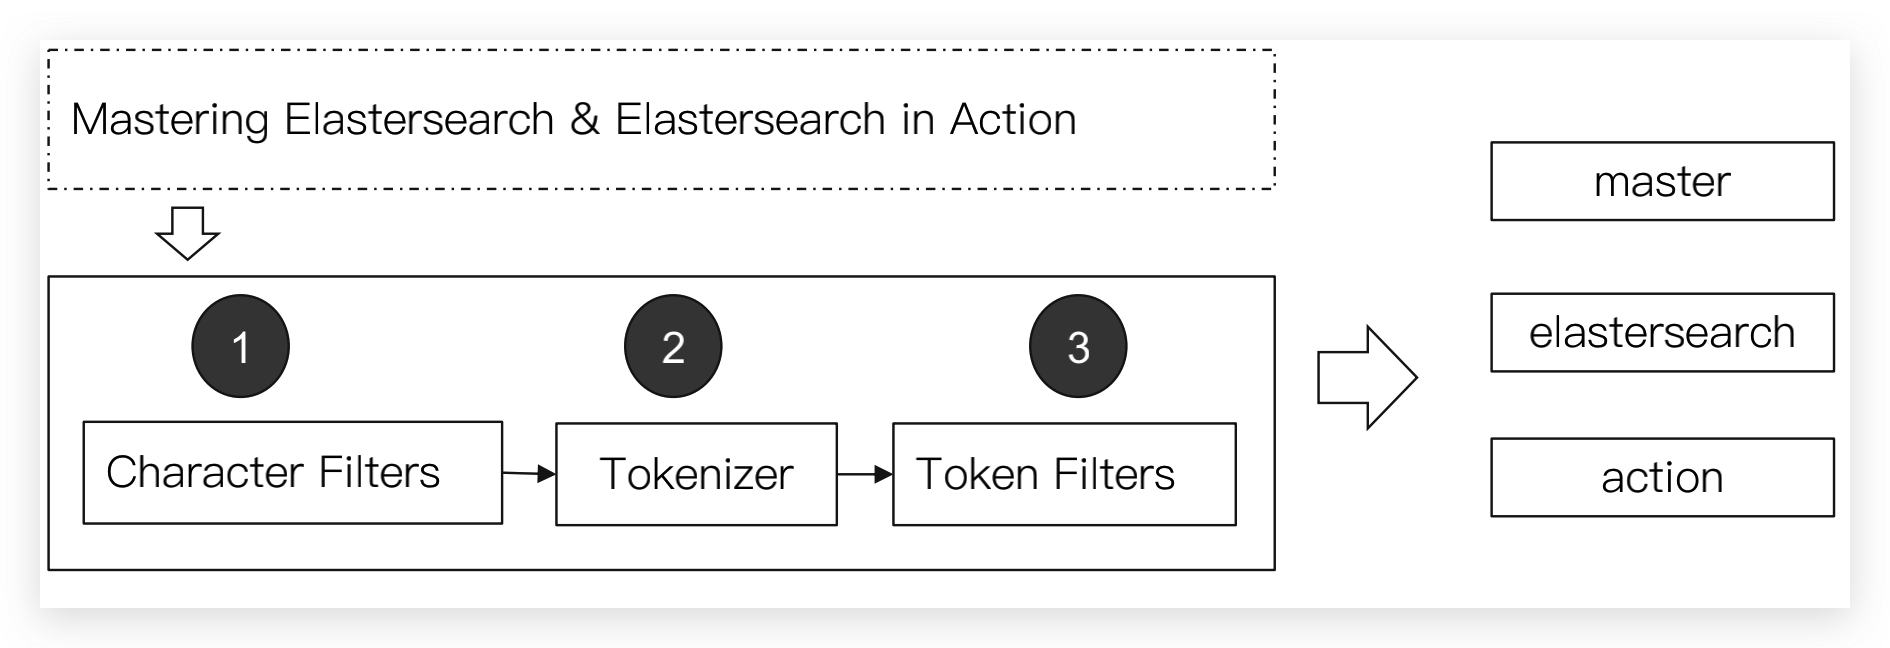 Mastering Elastersearch & Elastersearch in Action
1
2
3
Character Filters
Tokenizer
Token Filters
master
elastersearch
action